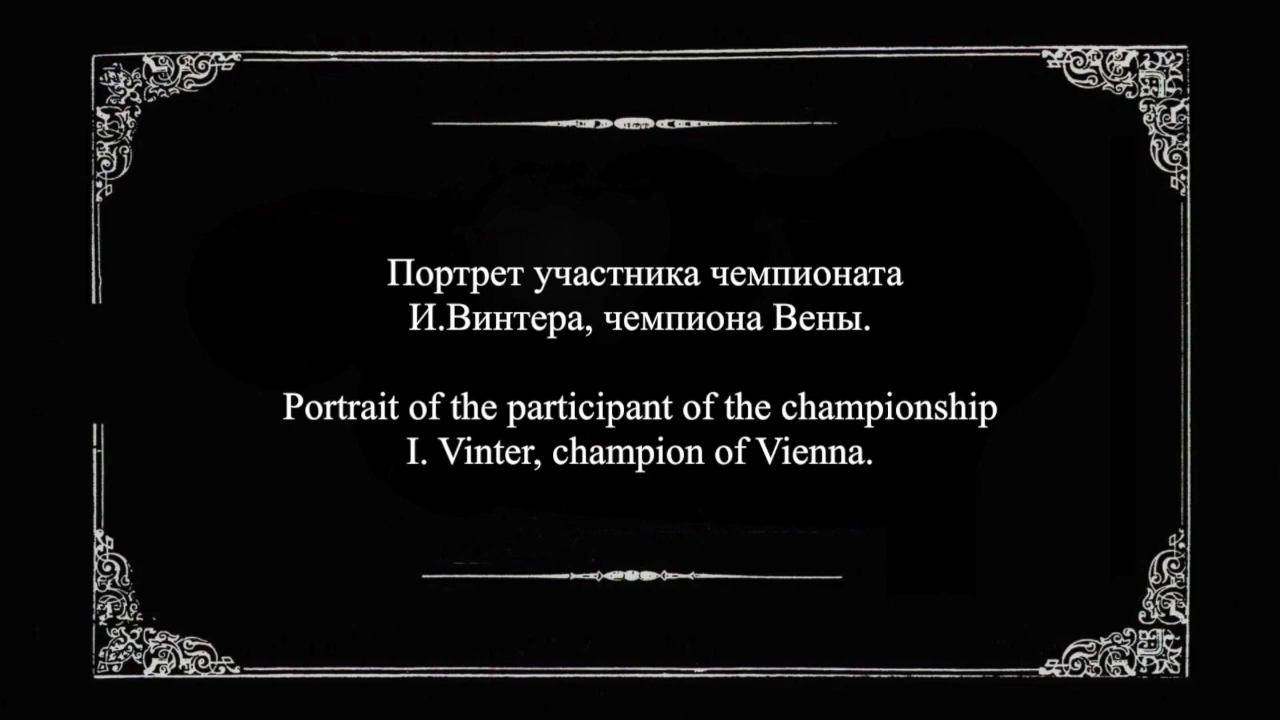 Портрет участника чемпионата
И.Винтера, чемпиона Вены.
Portrait of the participant of the championship
I. Vinter, champion of Vienna.